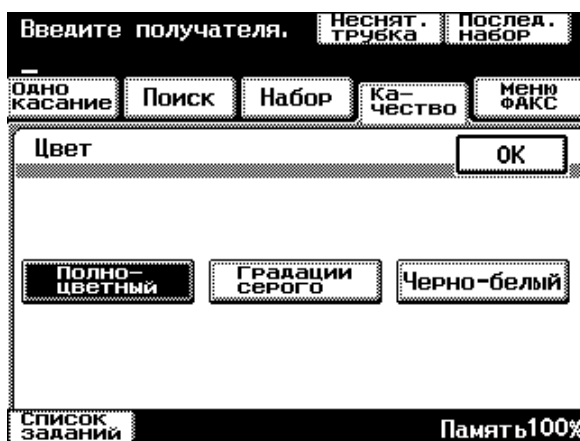 Введите получателя.
Неснят.
трубка
Послед.
набор
Одно
касание
Поиск
Набор
Ка-
чество
Меню
ФАКС
Цвет
OK
Полно-
цветный
Градации
серого
Черно-белый
Список
заданий
Память100%